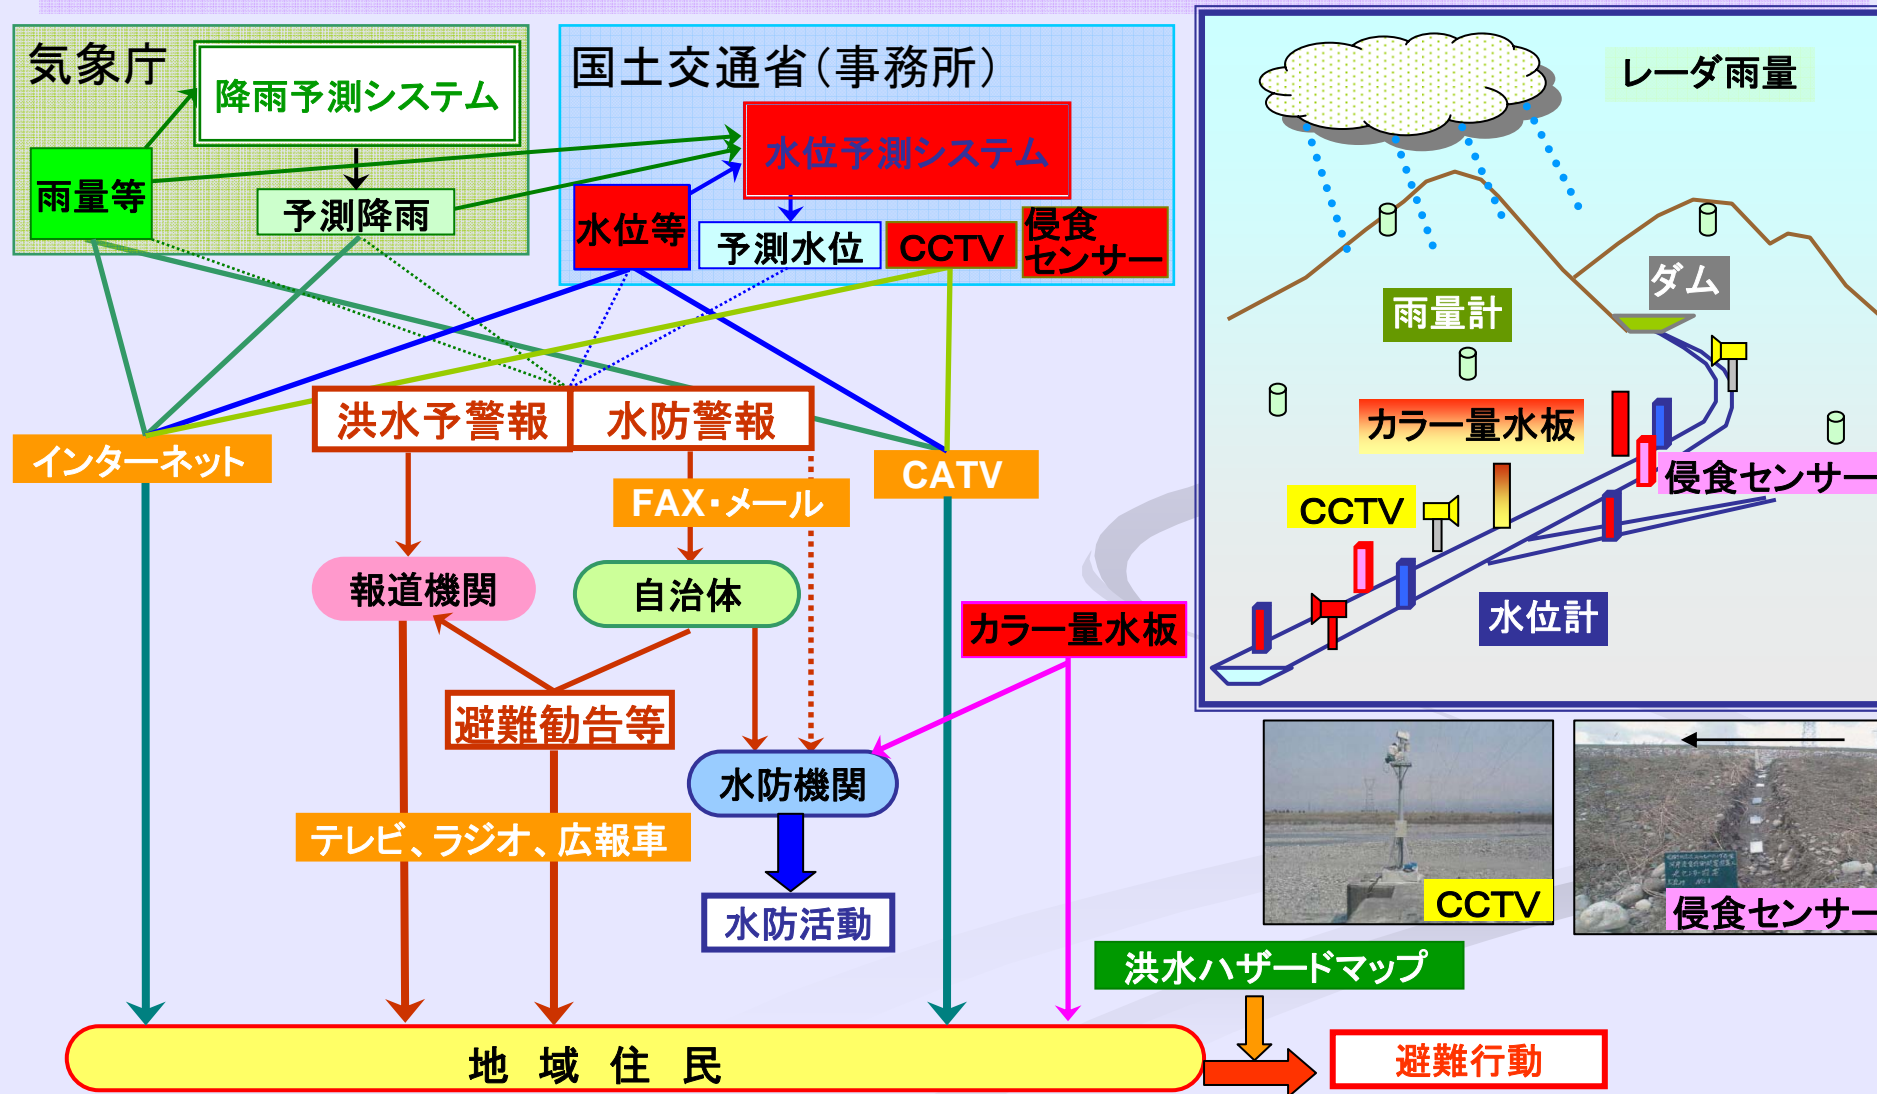 気象庁
降雨予測システム
雨量等
予測降雨
国土交通省（事務所）
水位予測システム
水位等
予測水位
CCTV
侵食
センサー
洪水予警報
水防警報
インターネット
CATV
FAX・メール
報道機関
自治体
カラー量水板
避難勧告等
水防機関
テレビ、ラジオ、広報車
水防活動
地域住民
レーダ雨量
ダム
雨量計
カラー量水板
侵食センサー
CCTV
水位計
CCTV
侵食センサー
洪水ハザードマップ
避難行動